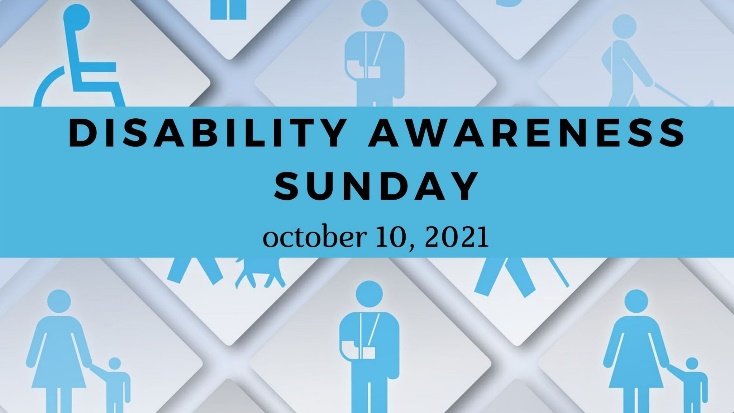 DISABILITY AWARENESS
SUNDAY
october 10, 2021